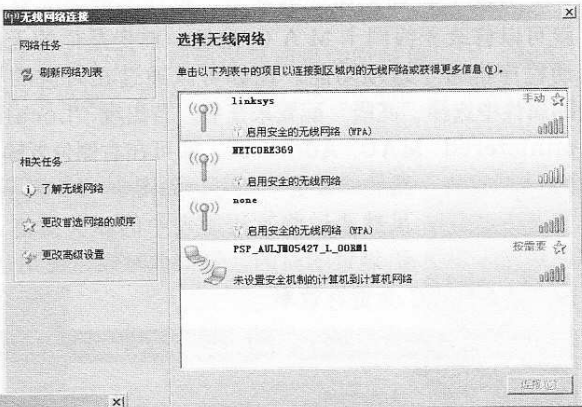 无线网络连接
网络任务
刷新网络列表
相关任务
了解无线网络
更改首选网络的顺序
更改高级设置
选择无线网络
单击以下列表中的项目以连接到区域内的无线网络或获得更多信息(W)。
linksys
手动
启用安全的无线网络 (WPA)
NETCORE369
启用安全的无线网络
none
启用安全的无线网络 (WPA)
按需要
未设置安全机制的计算机到计算机网络